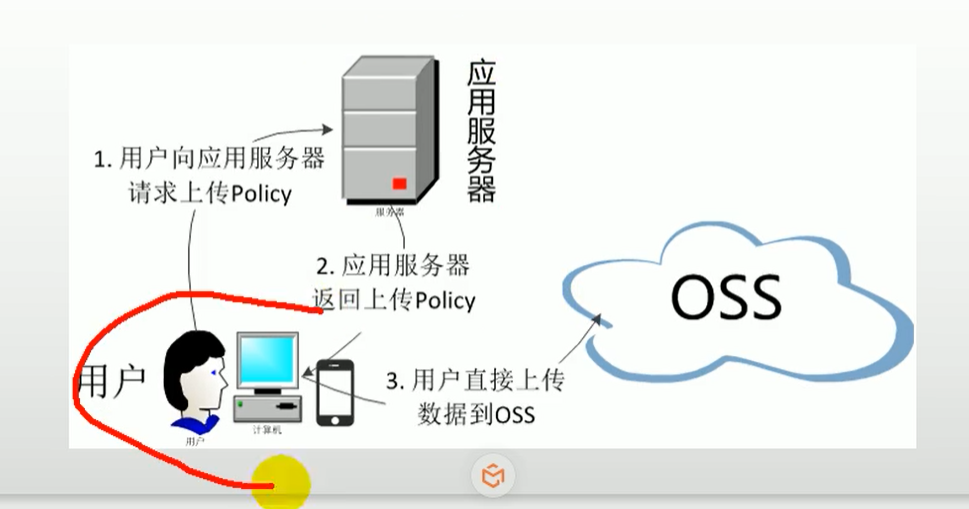 应用服务器
1. 用户向应用服务器
请求上传Policy
服务器
2. 应用服务器
返回上传Policy
OSS
用户
3. 用户直接上传
数据到OSS
用户
计算机